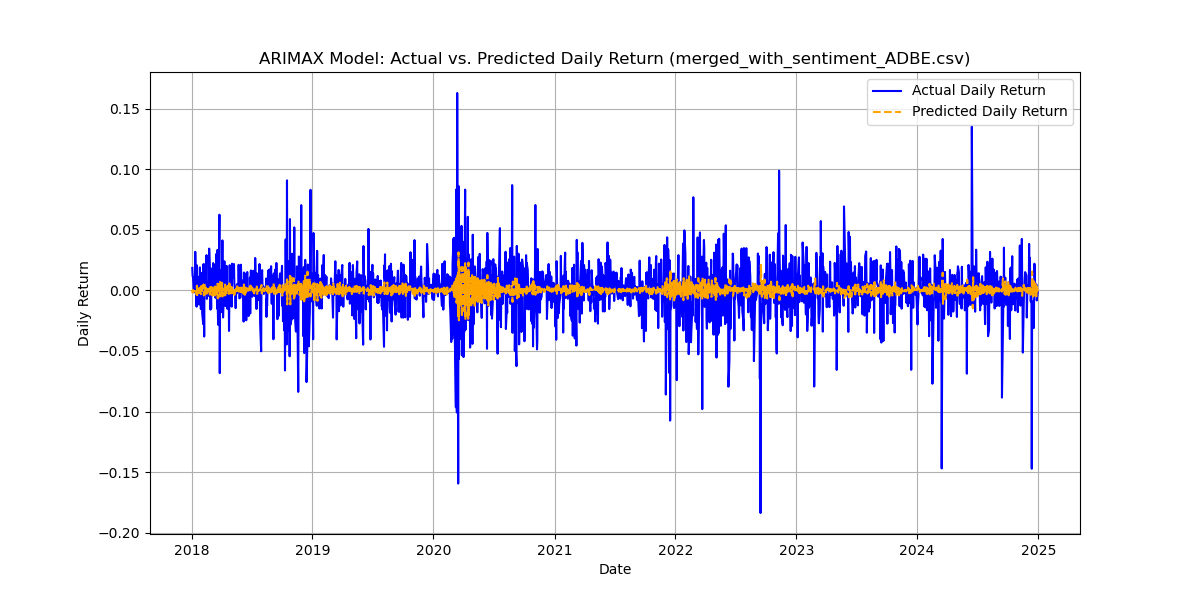 ARIMAX Model: Actual vs. Predicted Daily Return (merged_with_sentiment_ADBE.csv)
Actual Daily Return
Predicted Daily Return
0.15
0.10
0.05
0.00
−0.05
−0.10
−0.15
−0.20
Daily Return
2018 2019 2020 2021 2022 2023 2024 2025
Date